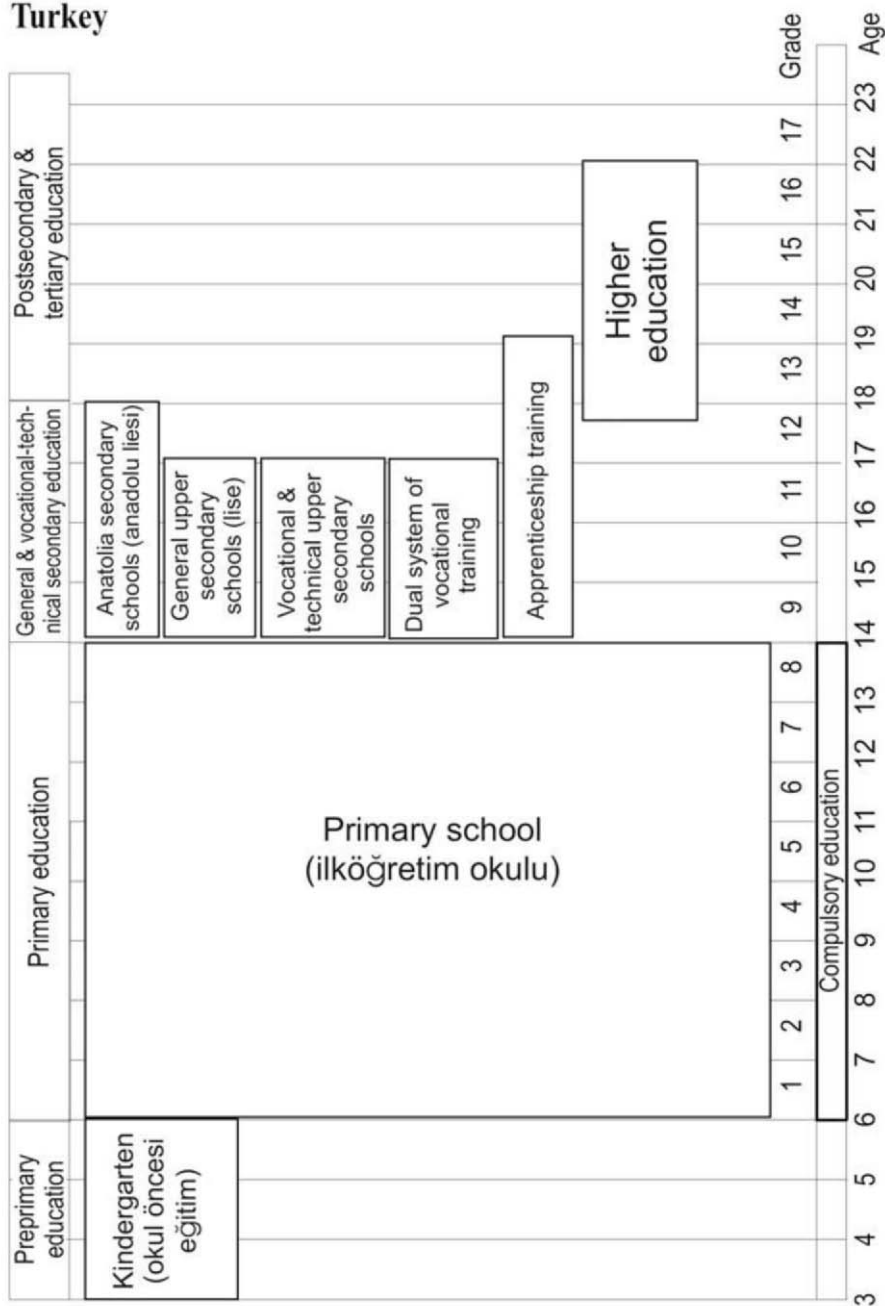 Turkey
Preprimary
education
Primary education
General & vocational-tech-
nical secondary education
Postsecondary &
tertiary education
Kindergarten
(okul öncesi
eğitim)
Primary school
(ilköğretim okulu)
Anatolia secondary
schools (anadolu liesi)
General upper
secondary
schools (lise)
Vocational &
technical upper
secondary
schools
Dual system of
vocational
training
Apprenticeship training
Higher
education
1 2 3 4 5 6 7 8 9 10 11 12 13 14 15 16 17 Grade
Compulsory education
3 4 5 6 7 8 9 10 11 12 13 14 15 16 17 18 19 20 21 22 23 Age